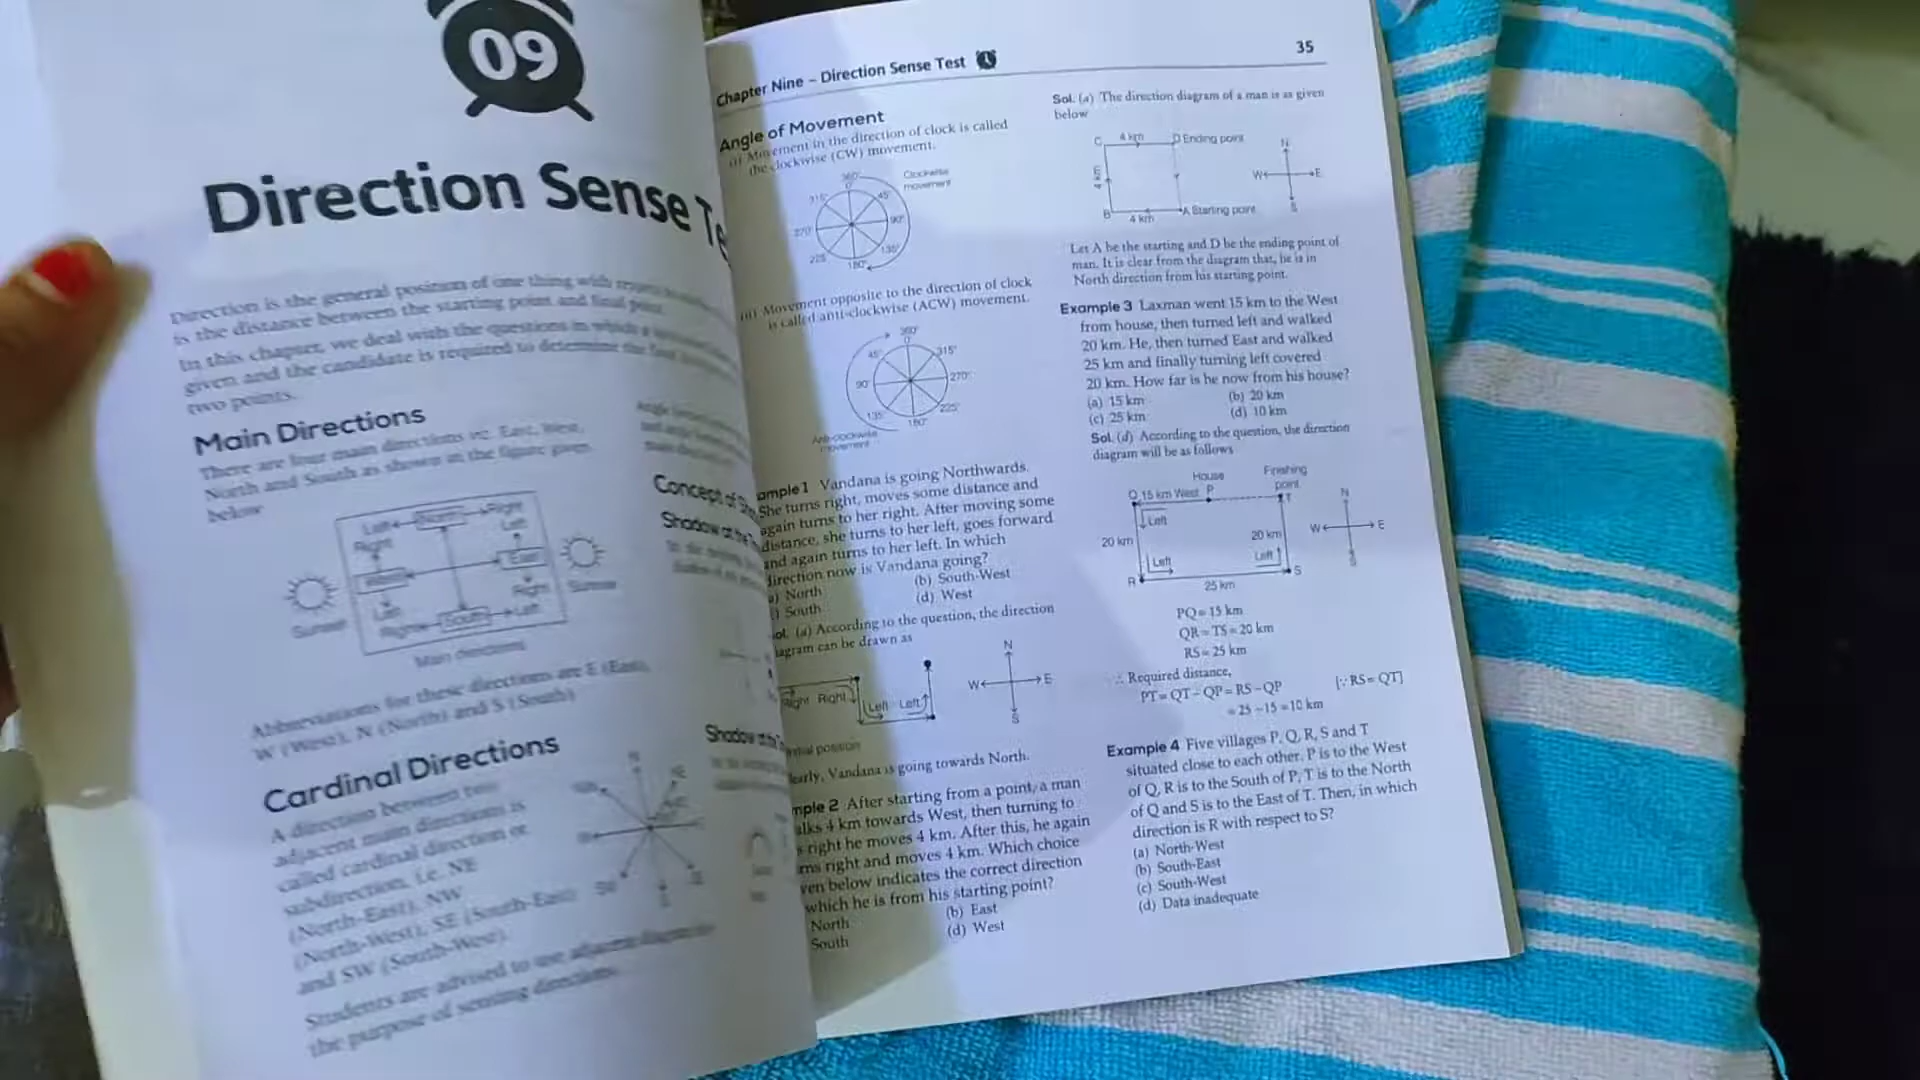 09
Direction Sense Te
Direction is the general position of one thing with
is the distance between the starting point and final point.
In this chapter, we deal with the questions in which a
given and the candidate is required to determine the
two points.
Main Directions
There are four main directions viz. East, West,
North and South as shown in the figure given
below
Left North Right
Right Left
West East
Left Right
Right South Left
Sunset
Sunrise
Main directions
Abbreviations for these directions are E (East),
W (West), N (North) and S (South)
Cardinal Directions
A direction between two
adjacent main directions is
called cardinal direction or
subdirection, i.e. NE
(North-East), NW
(North-West), SE (South-East)
and SW (South-West).
N
NE
SW
S
Students are advised to use
the purpose of sensing directions.
Concept of
Shadow at the
Shadow at the
Chapter Nine – Direction Sense Test
35
Angle of Movement
(i) Movement in the direction of clock is called
the clockwise (CW) movement.
360°
0°
315° 45°
270° 90°
225° 135°
180°
Clockwise
movement
(ii) Movement opposite to the direction of clock
is called anti-clockwise (ACW) movement.
360°
0°
45° 315°
90° 270°
135° 225°
180°
Anti-clockwise
movement
ample 1 Vandana is going Northwards.
She turns right, moves some distance and
again turns to her right. After moving some
distance, she turns to her left, goes forward
and again turns to her left. In which
direction now is Vandana going?
a) North (b) South-West
) South (d) West
ol. (a) According to the question, the direction
iagram can be drawn as
Right Right Left Left
N
W E
S
initial position
learly, Vandana is going towards North.
mple 2 After starting from a point, a man
alks 4 km towards West, then turning to
s right he moves 4 km. After this, he again
rns right and moves 4 km. Which choice
ven below indicates the correct direction
which he is from his starting point?
North (b) East
South (d) West
Sol. (a) The direction diagram of a man is as given
below
C 4 km D Ending point
4 km
B 4 km A Starting point
N
W E
S
Let A be the starting and D be the ending point of
man. It is clear from the diagram that, he is in
North direction from his starting point.
Example 3 Laxman went 15 km to the West
from house, then turned left and walked
20 km. He, then turned East and walked
25 km and finally turning left covered
20 km. How far is he now from his house?
(a) 15 km (b) 20 km
(c) 25 km (d) 10 km
Sol. (d) According to the question, the direction
diagram will be as follows
House Finishing
point
Q 15 km West P T
Left
20 km 20 km
Left Left
R 25 km S
N
W E
S
PQ = 15 km
QR = TS = 20 km
RS = 25 km
∴ Required distance,
PT = QT – QP = RS – QP [∵ RS = QT]
= 25 – 15 = 10 km
Example 4 Five villages P, Q, R, S and T
situated close to each other. P is to the West
of Q, R is to the South of P, T is to the North
of Q and S is to the East of T. Then, in which
direction is R with respect to S?
(a) North-West
(b) South-East
(c) South-West
(d) Data inadequate